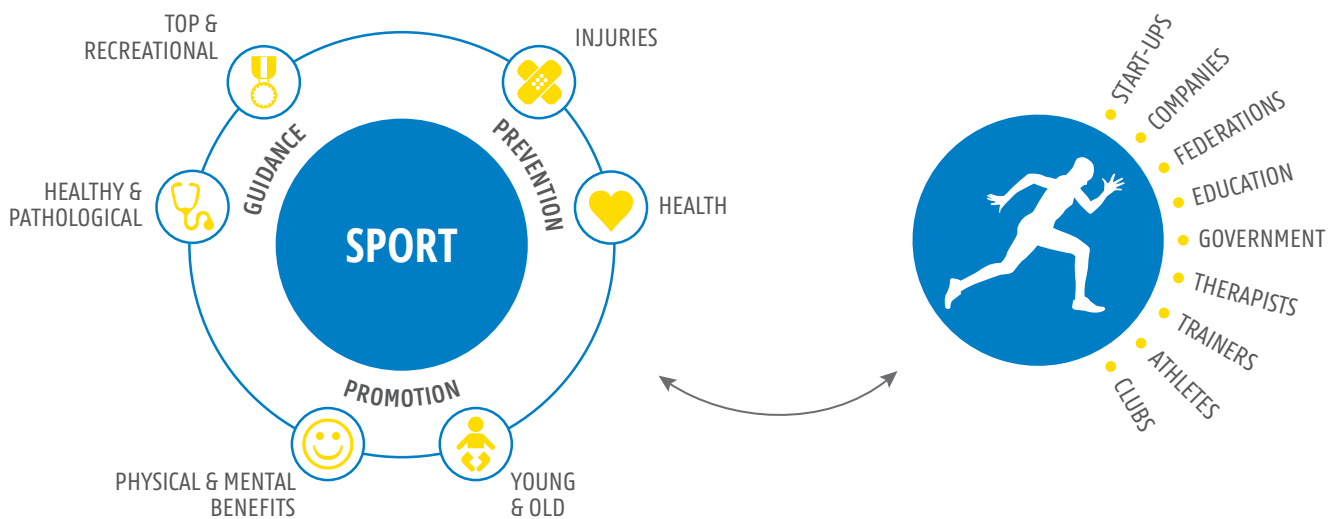 TOP &
RECREATIONAL
INJURIES
GUIDANCE
PREVENTION
HEALTHY &
PATHOLOGICAL
HEALTH
SPORT
PROMOTION
PHYSICAL & MENTAL
BENEFITS
YOUNG
& OLD
START-UPS
COMPANIES
FEDERATIONS
EDUCATION
GOVERNMENT
THERAPISTS
TRAINERS
ATHLETES
CLUBS